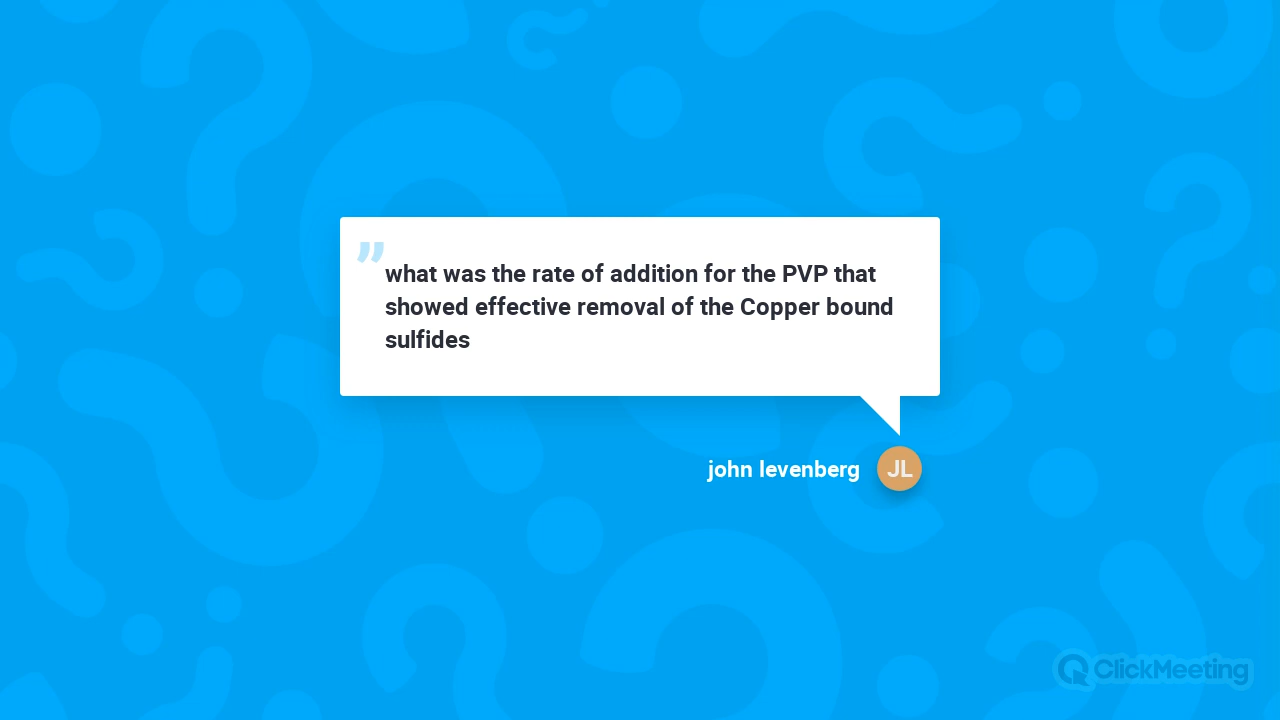 ”
what was the rate of addition for the PVP that
showed effective removal of the Copper bound
sulfides
john levenberg
JL
ClickMeeting